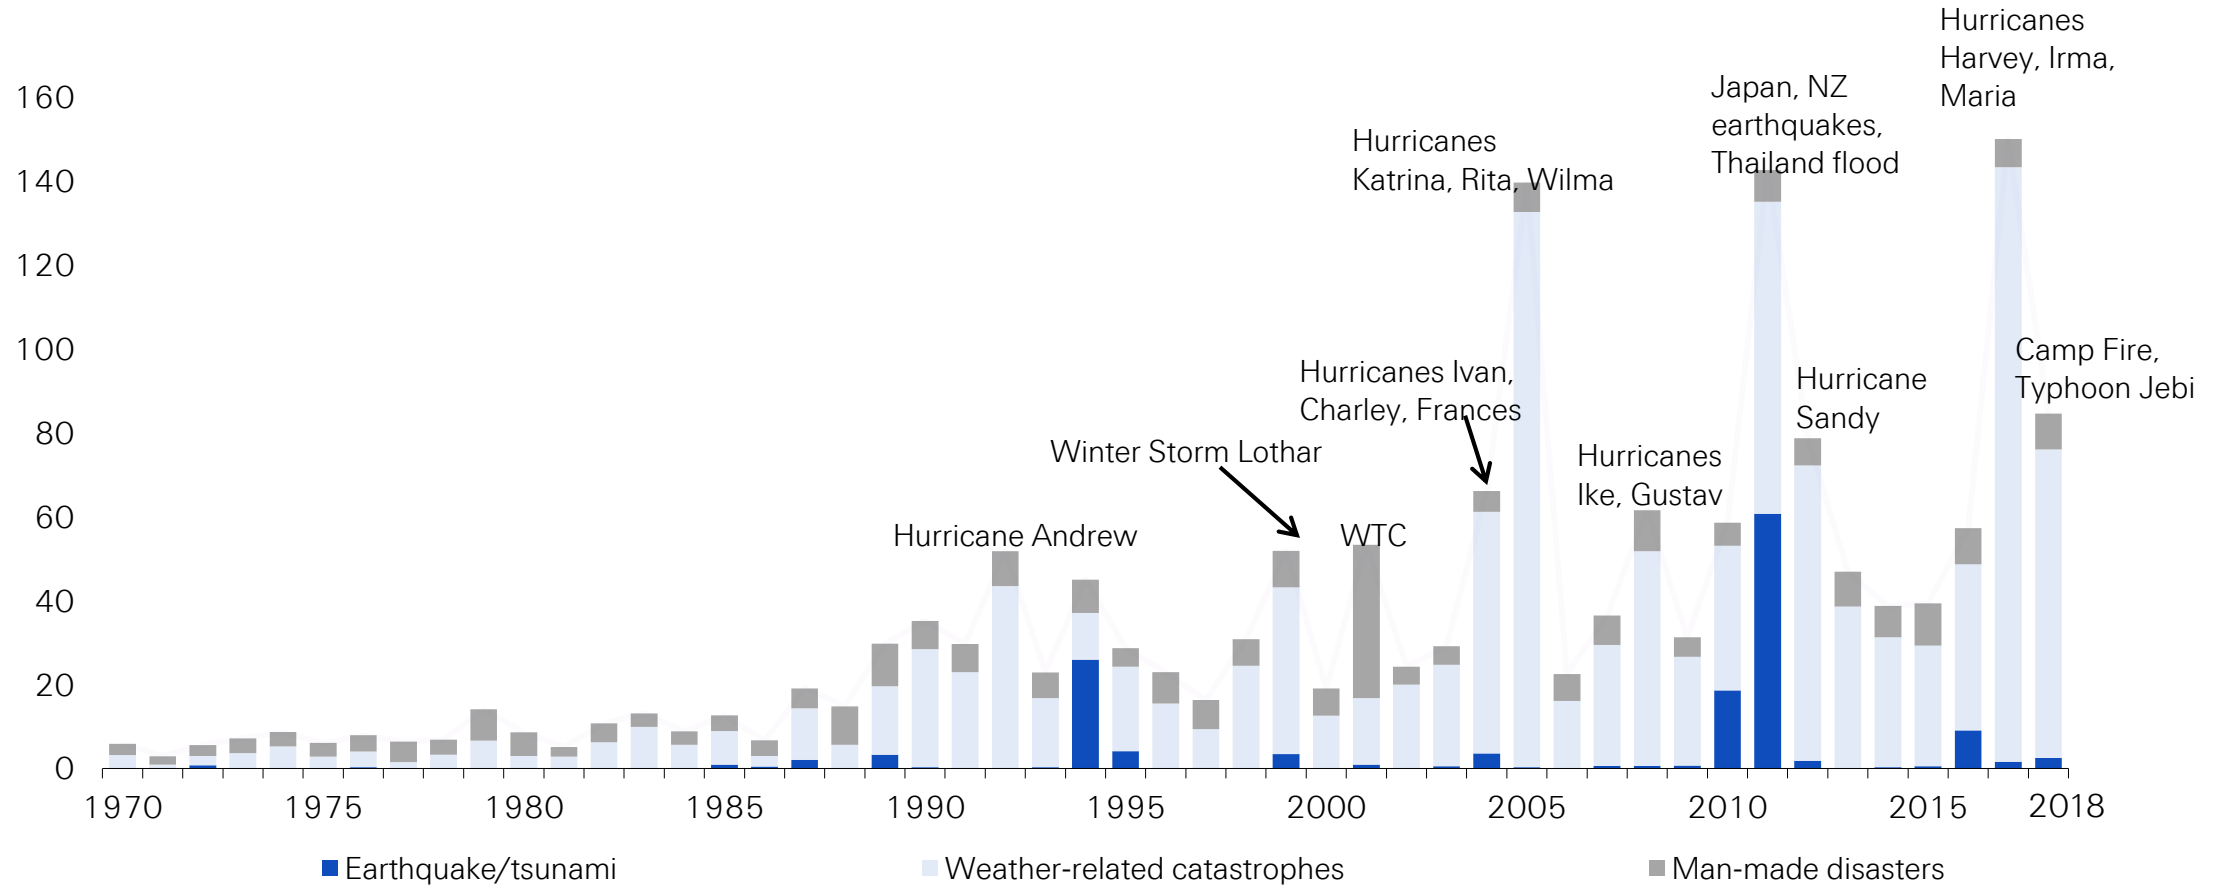 Hurricanes
Harvey, Irma,
Maria
Japan, NZ
earthquakes,
Thailand flood
Hurricanes
Katrina, Rita, Wilma
Camp Fire,
Typhoon Jebi
Hurricane
Sandy
Hurricanes Ivan,
Charley, Frances
Winter Storm Lothar
Hurricanes
Ike, Gustav
Hurricane Andrew
WTC
160
140
120
100
80
60
40
20
0
1970 1975 1980 1985 1990 1995 2000 2005 2010 2015 2018
Earthquake/tsunami Weather-related catastrophes Man-made disasters